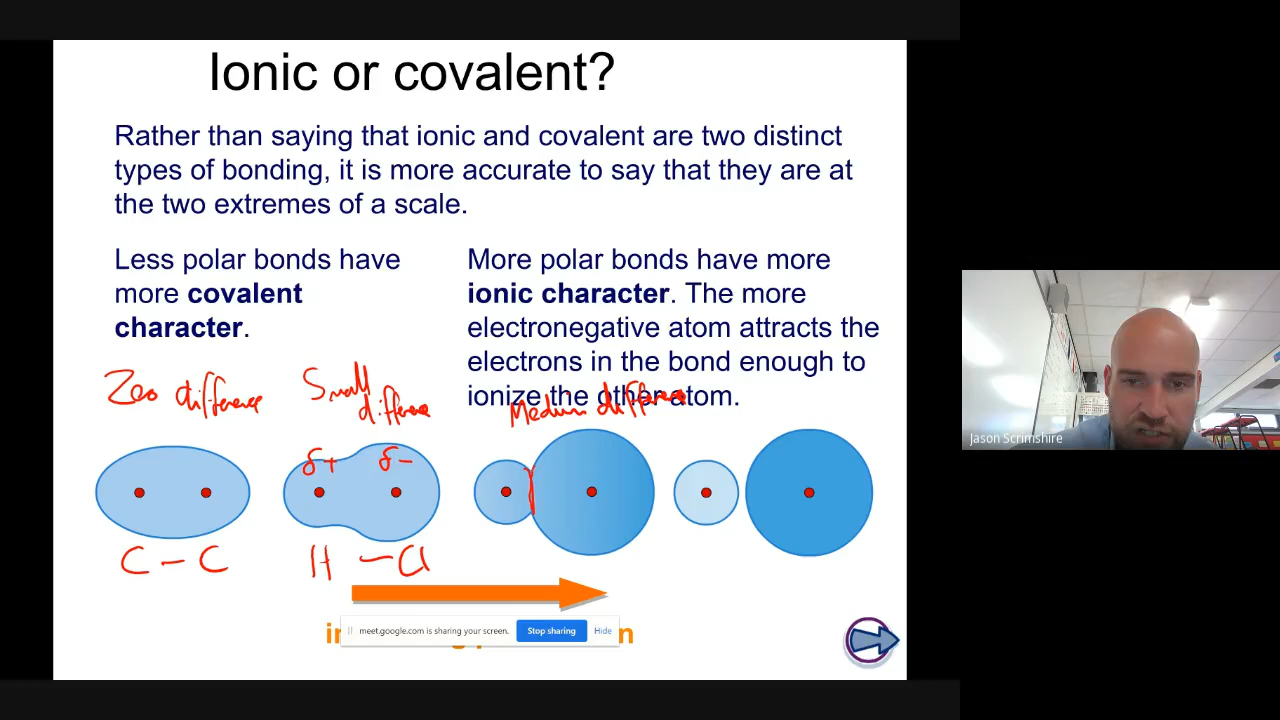 Ionic or covalent?
Rather than saying that ionic and covalent are two distinct
types of bonding, it is more accurate to say that they are at
the two extremes of a scale.
Less polar bonds have
more covalent
character.
More polar bonds have more
ionic character. The more
electronegative atom attracts the
electrons in the bond enough to
ionize the other atom.
Zero difference
Small
difference
Medium difference
δ+ δ-
C - C
H - Cl
meet.google.com is sharing your screen. Stop sharing Hide
Jason Scrimshire